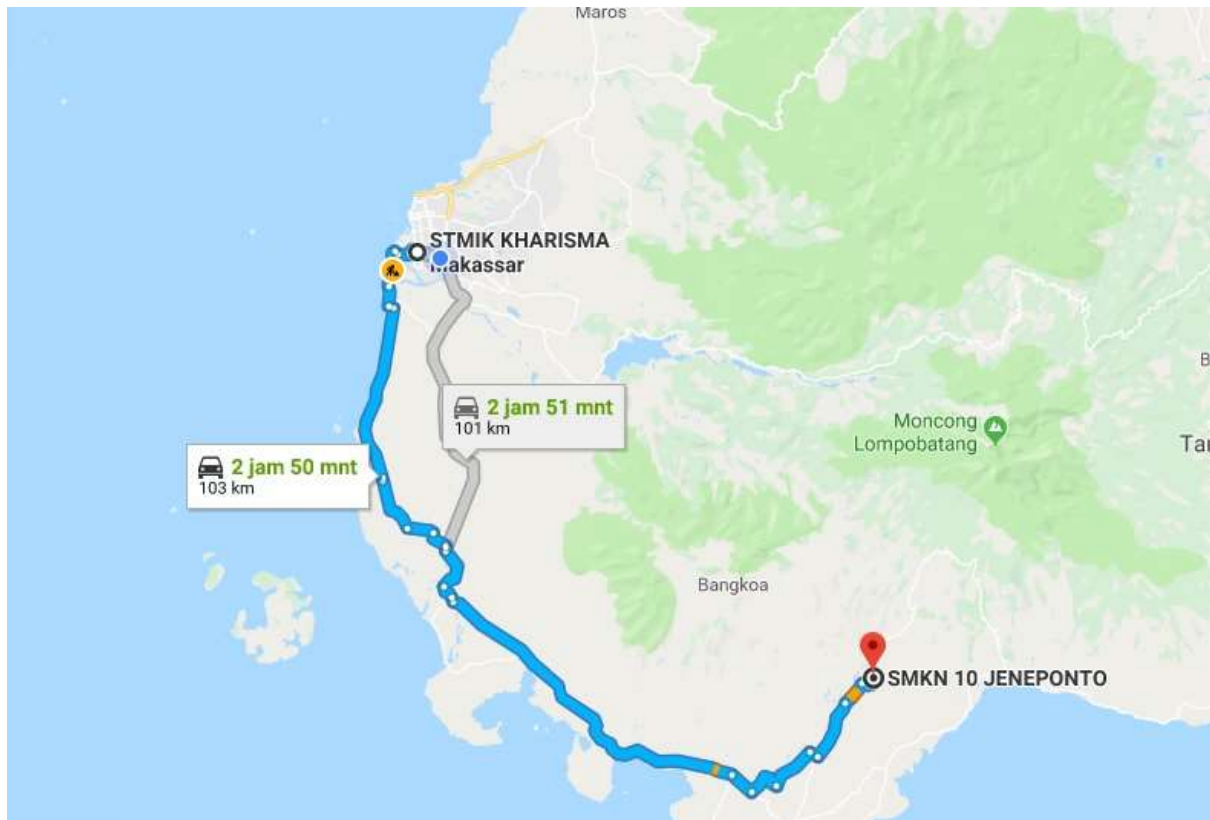 Maros
STMIK KHARISMA
Makassar
2 jam 51 mnt
101 km
Moncong
Lompobatang
2 jam 50 mnt
103 km
Bangkoa
SMKN 10 JENEPONTO